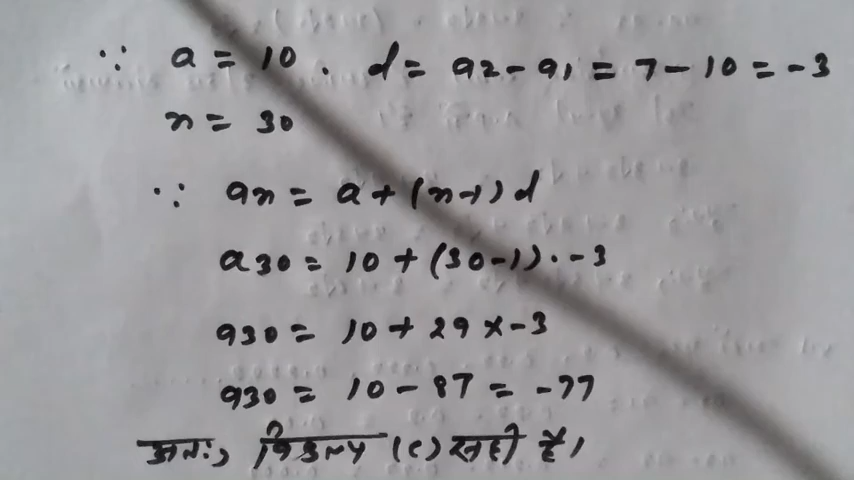 ∵ a = 10. d = a2 - a1 = 7 - 10 = -3
n = 30
∵ an = a + (n-1) d
a30 = 10 + (30-1) · -3
a30 = 10 + 29 x -3
a30 = 10 - 87 = -77
अतः, विकल्प (c) सही है।